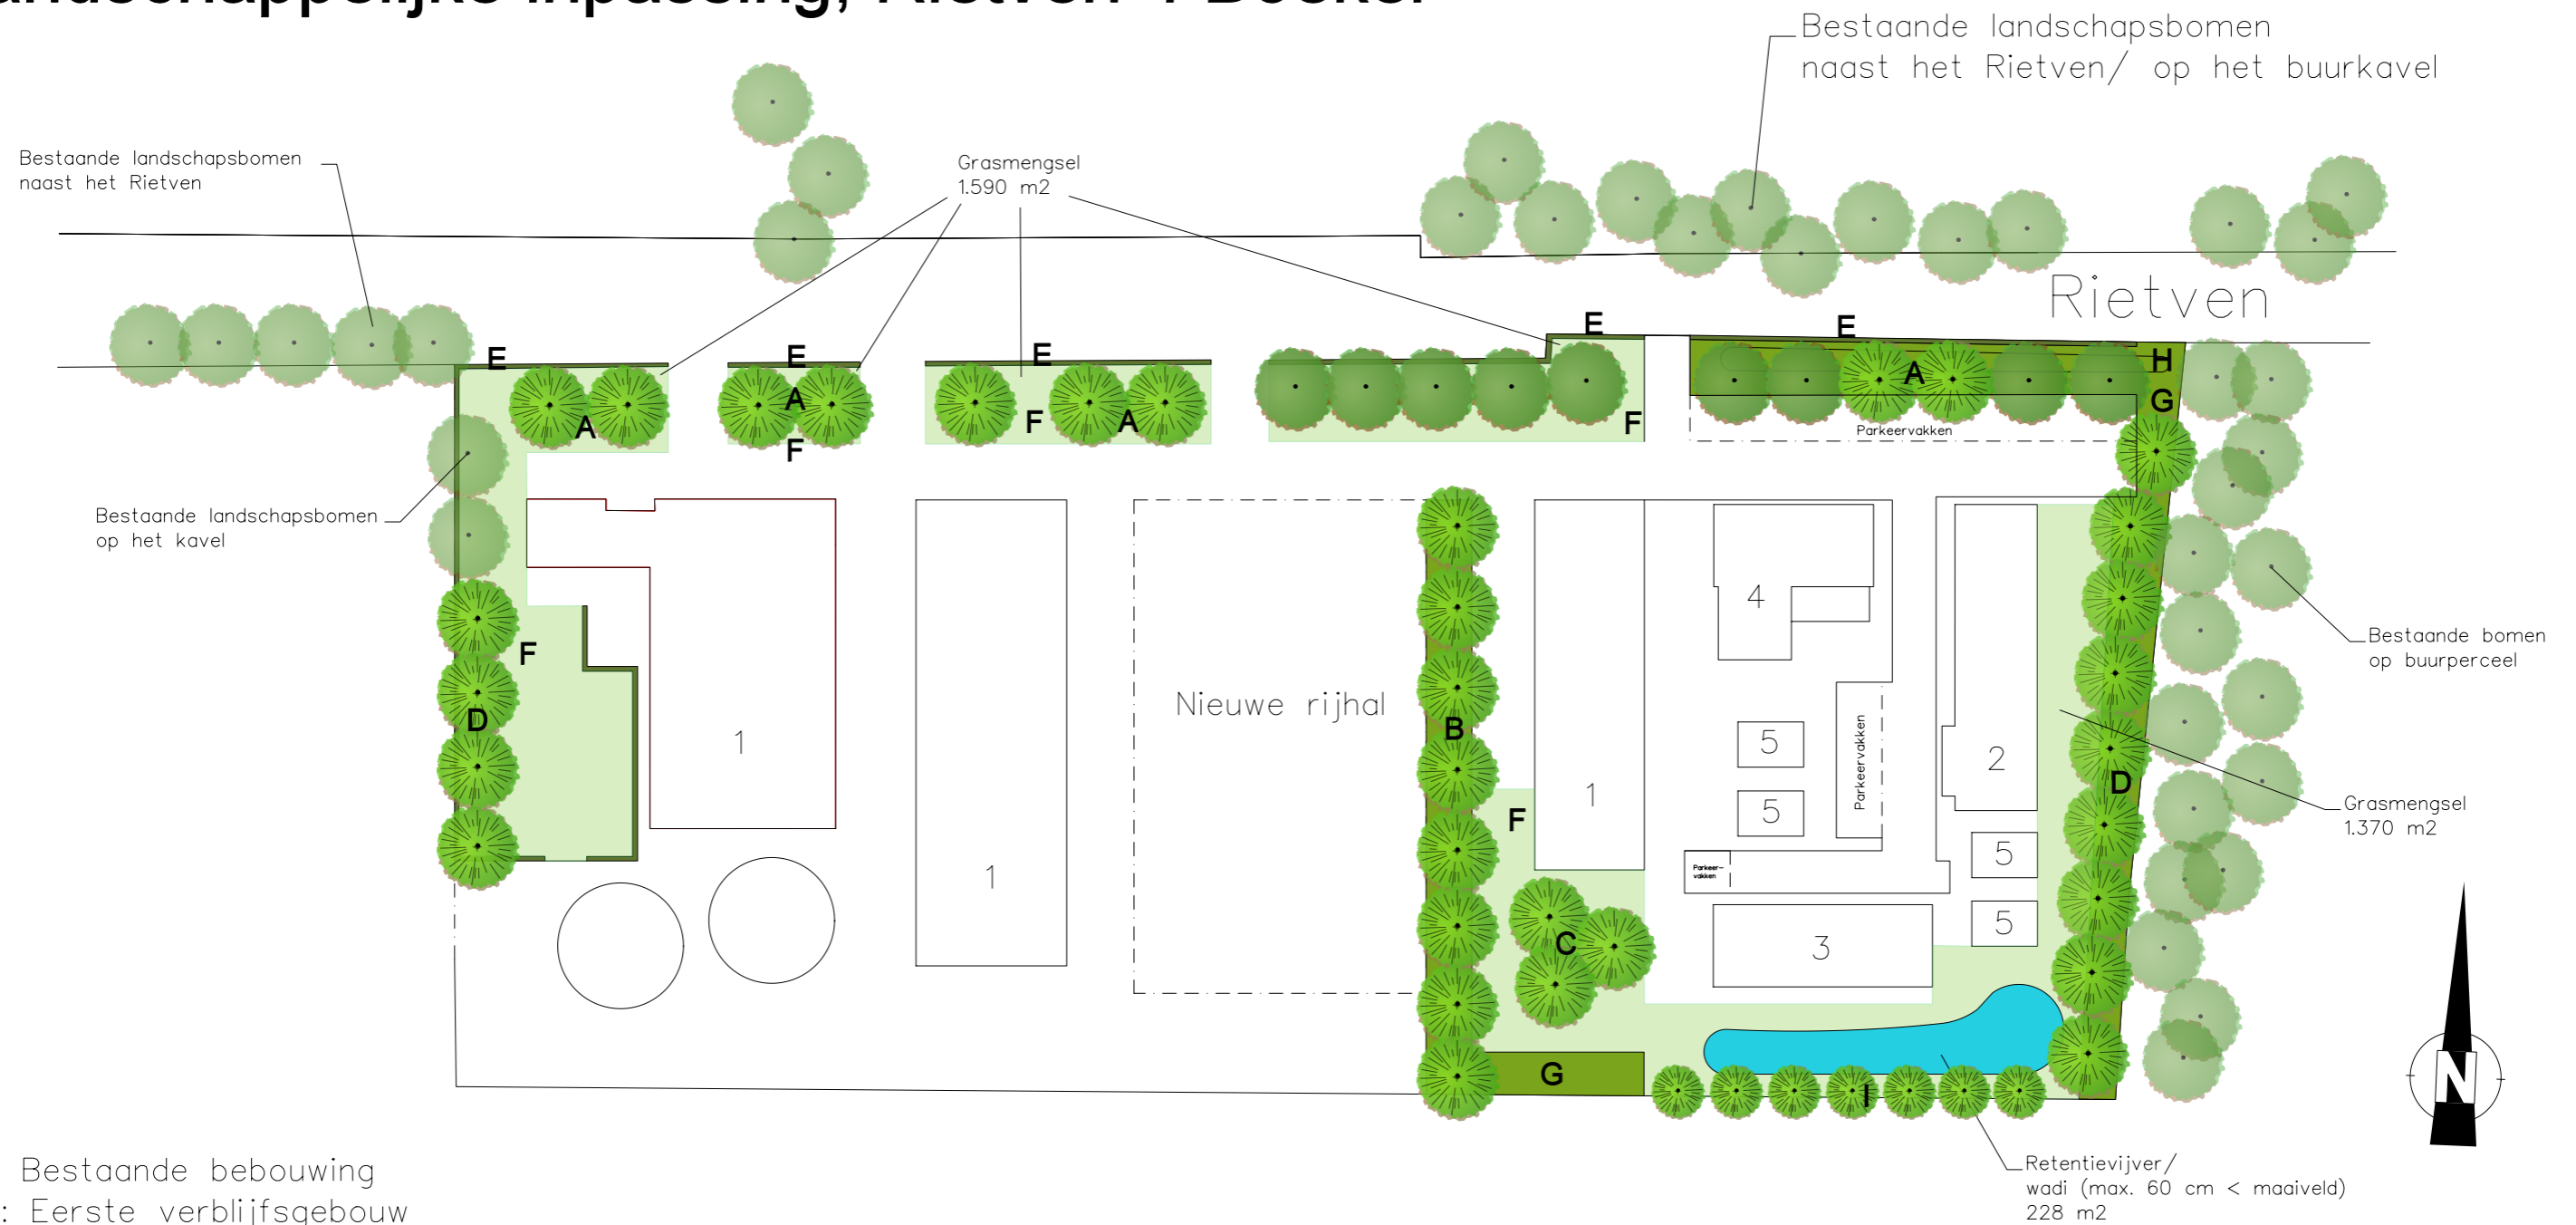 Bestaande landschapsbomen
naast het Rietven/ op het buurkavel
Bestaande landschapsbomen
naast het Rietven
Grasmengsel
1.590 m2
Rietven
E
E
E
E
E
H
A
G
A
A
A
F
F
F
F
Parkeervakken
Bestaande landschapsbomen
op het kavel
4
Bestaande bomen
op buurperceel
F
D
Nieuwe rijhal
B
1
1
1
5
5
Parkeervakken
2
D
Grasmengsel
1.370 m2
F
Parkeer-
vakken
5
5
C
3
G
I
N
Retentievijver/
wadi (max. 60 cm < maaiveld)
228 m2
Bestaande bebouwing
: Eerste verblijfsgebouw